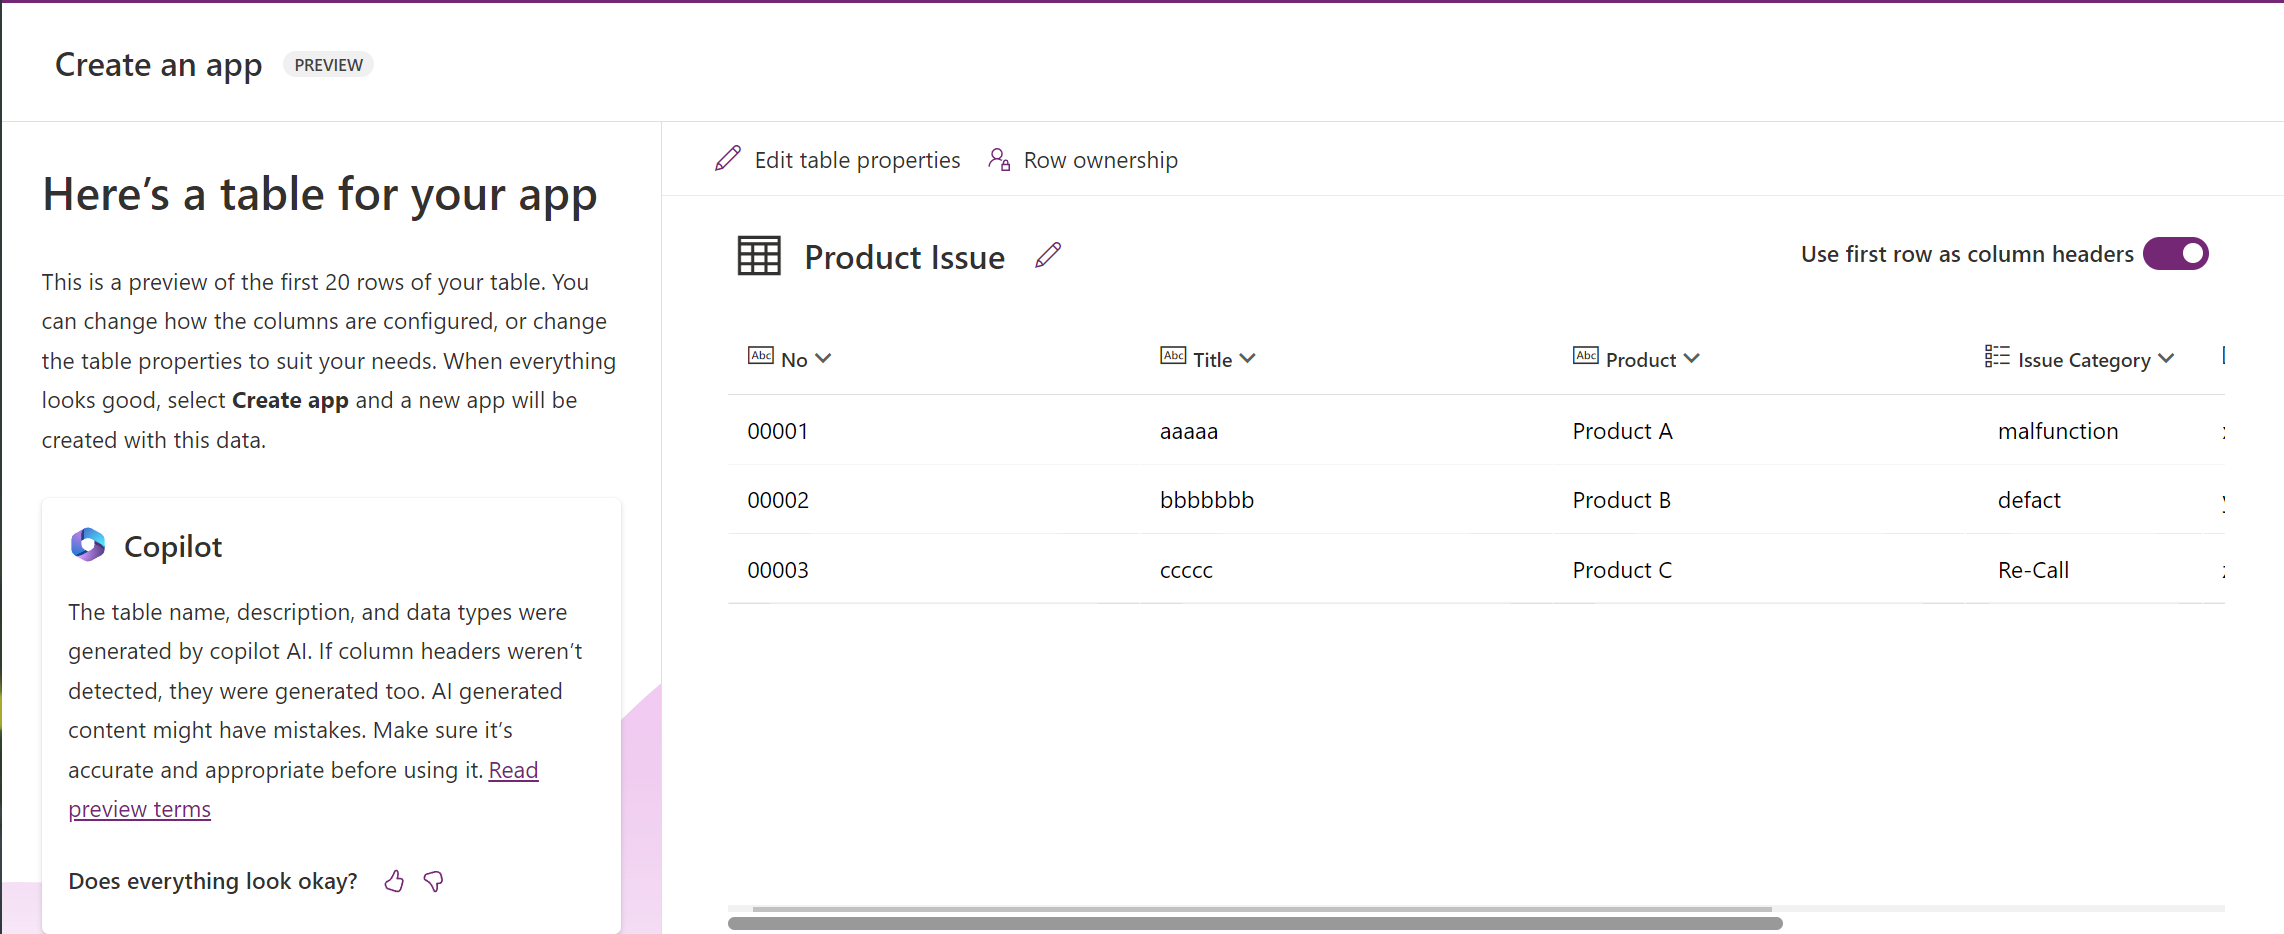 Create an app PREVIEW
Here’s a table for your app
This is a preview of the first 20 rows of your table. You
can change how the columns are configured, or change
the table properties to suit your needs. When everything
looks good, select Create app and a new app will be
created with this data.
Copilot
The table name, description, and data types were
generated by copilot AI. If column headers weren’t
detected, they were generated too. AI generated
content might have mistakes. Make sure it’s
accurate and appropriate before using it. Read
preview terms
Does everything look okay?
Edit table properties Row ownership
Product Issue Use first row as column headers
Abc No Abc Title Abc Product Issue Category
00001 aaaaa Product A malfunction
00002 bbbbbbb Product B defact
00003 ccccc Product C Re-Call